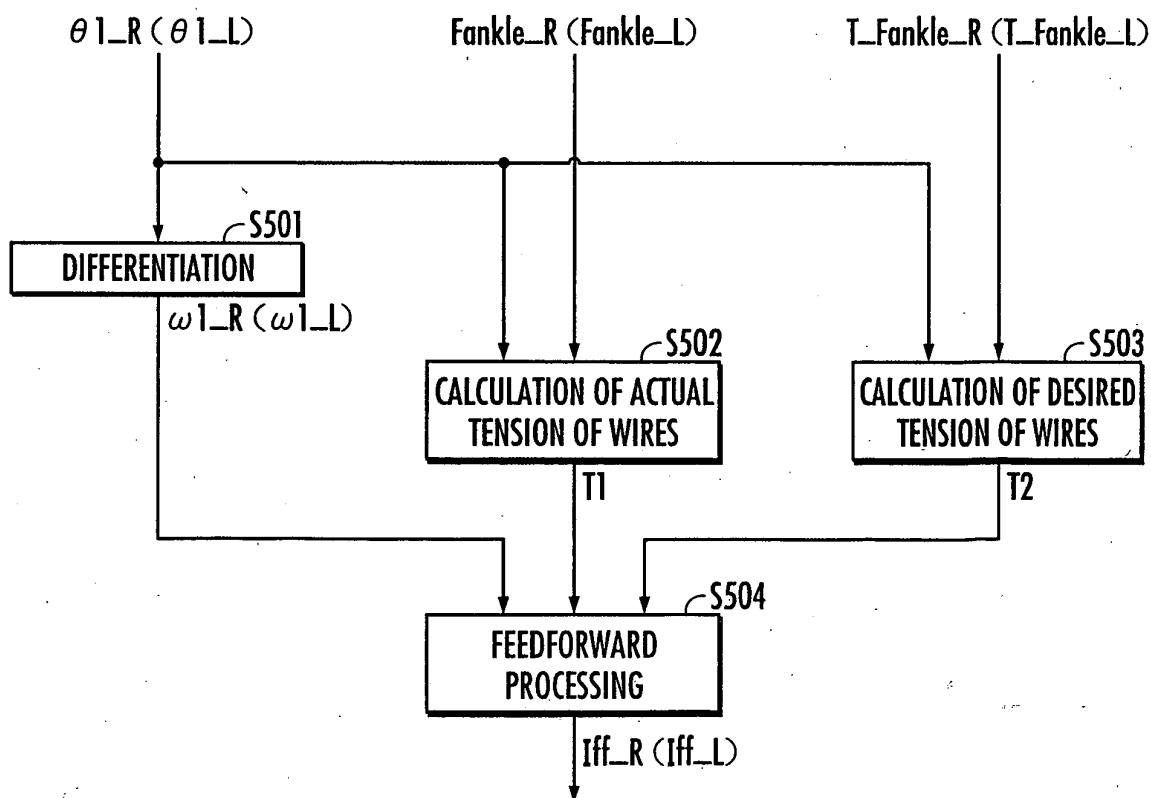 θ1_R (θ1_L)
Fankle_R (Fankle_L)
T_Fankle_R (T_Fankle_L)
S501
DIFFERENTIATION
ω1_R (ω1_L)
S502
CALCULATION OF ACTUAL
TENSION OF WIRES
T1
S503
CALCULATION OF DESIRED
TENSION OF WIRES
T2
S504
FEEDFORWARD
PROCESSING
Iff_R (Iff_L)